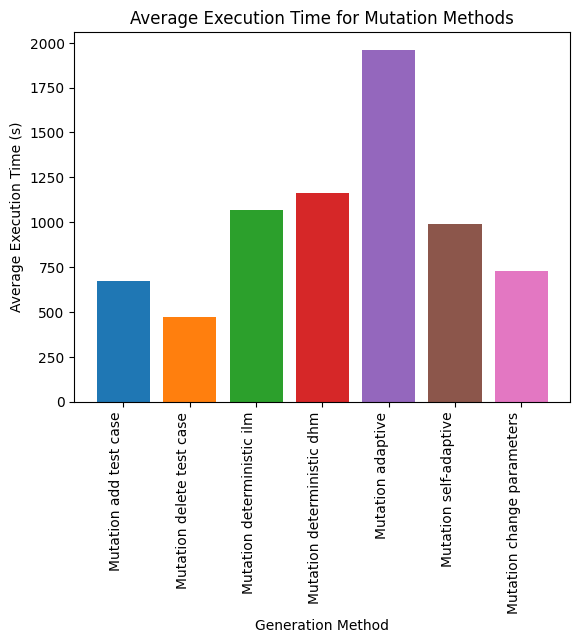 Average Execution Time for Mutation Methods
Average Execution Time (s)
2000
1750
1500
1250
1000
750
500
250
0
Mutation add test case
Mutation delete test case
Mutation deterministic ilm
Mutation deterministic dhm
Mutation adaptive
Mutation self-adaptive
Mutation change parameters
Generation Method